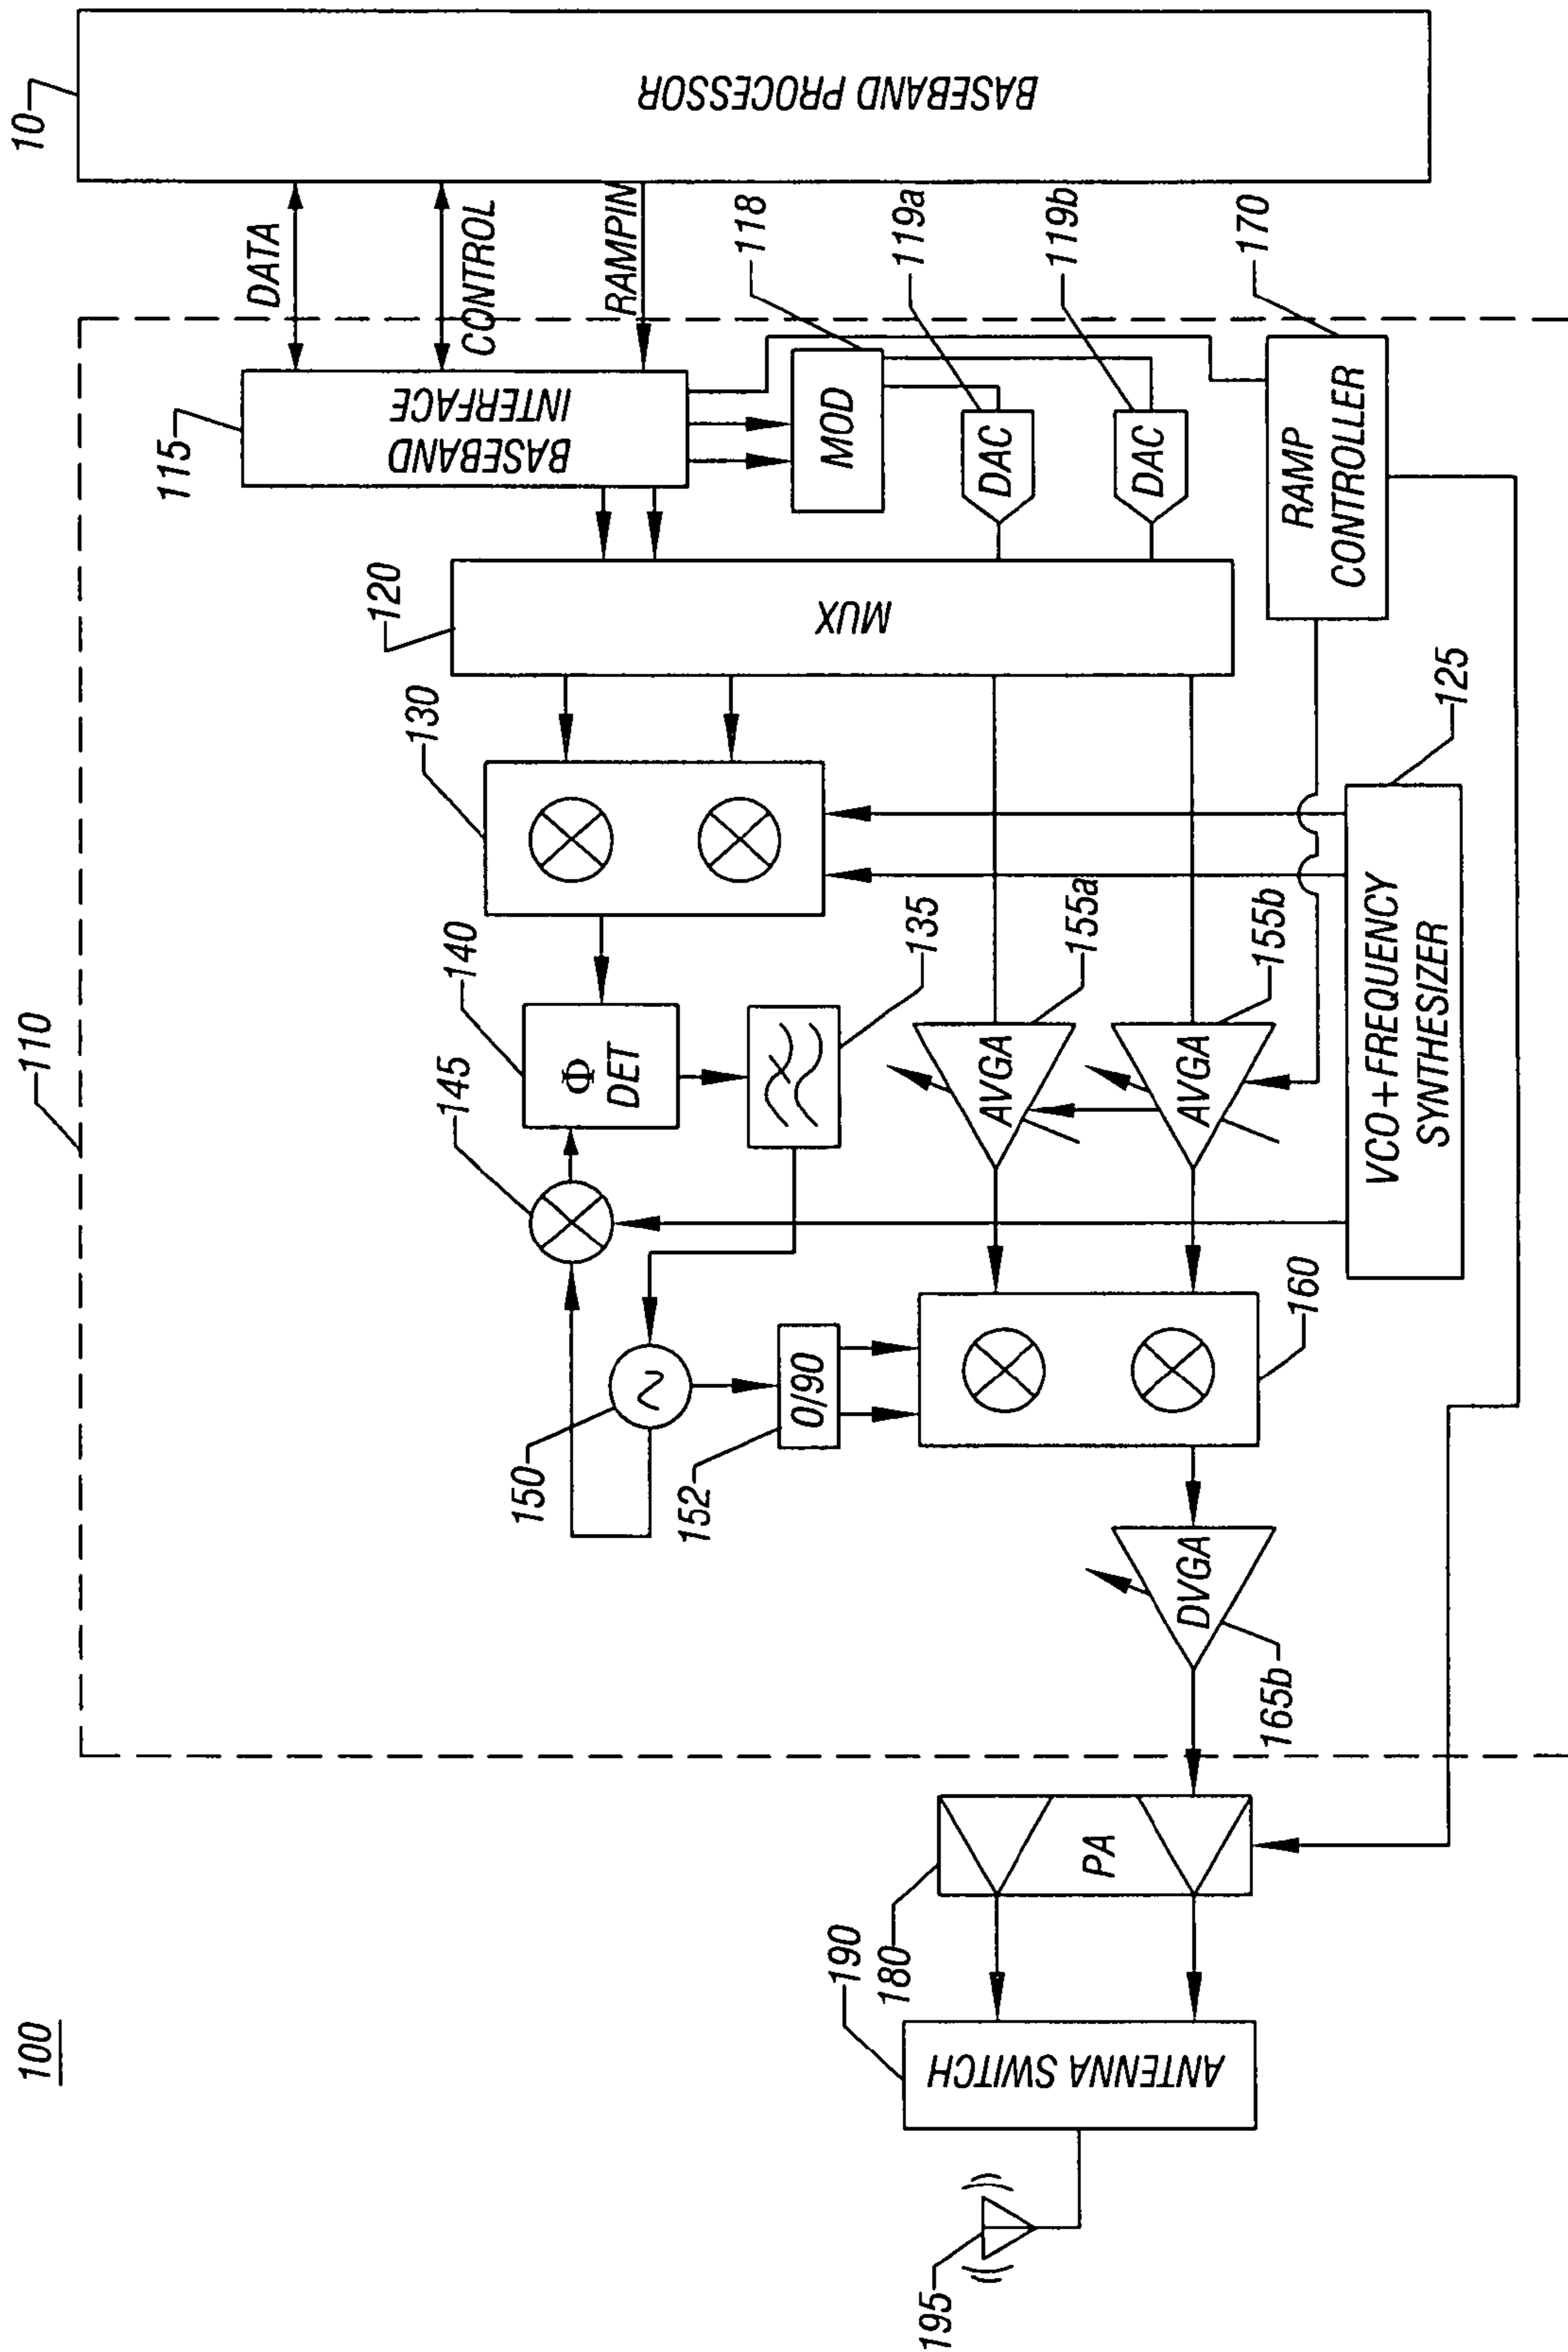 100
110
10
BASEBAND PROCESSOR
DATA
CONTROL
RAMPIN
115
BASEBAND
INTERFACE
118
MOD
119a
DAC
119b
DAC
170
RAMP
CONTROLLER
120
MUX
130
125
VCO+FREQUENCY
SYNTHESIZER
140
Φ
DET
135
145
155a
AVGA
155b
AVGA
150
152
0/90
160
DVGA
165b
180
PA
190
ANTENNA SWITCH
195